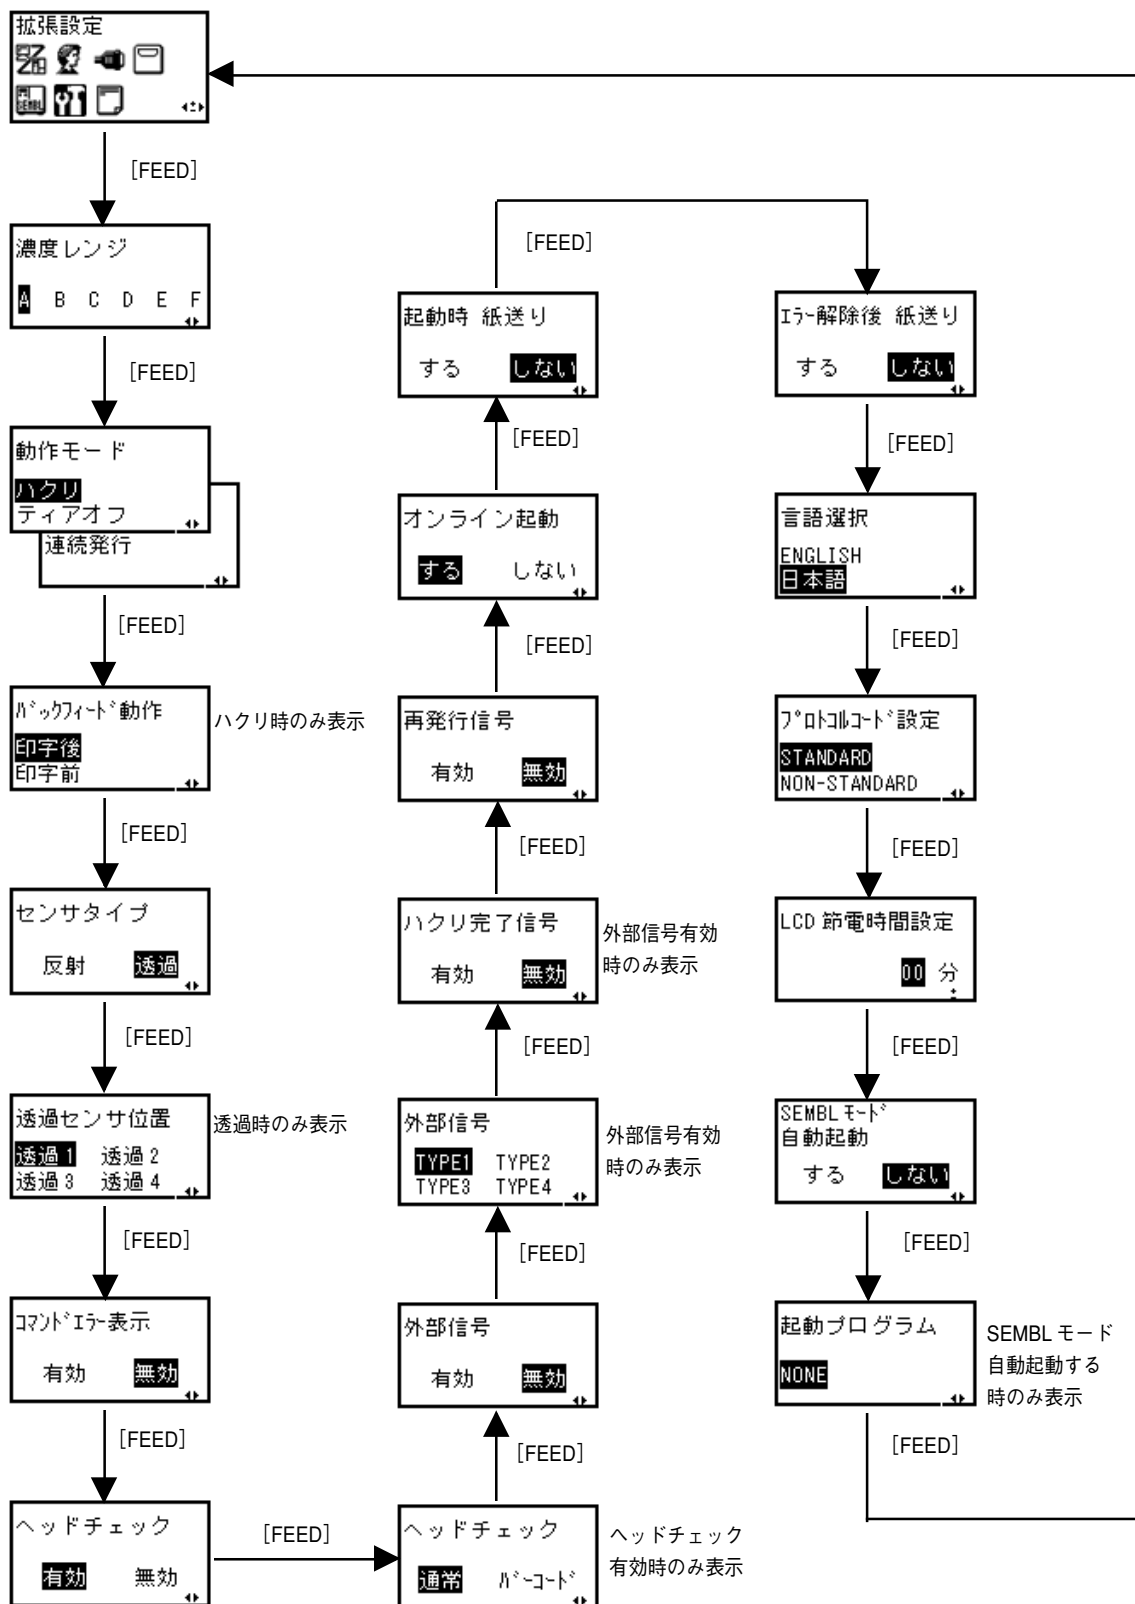 拡張設定
SEMBL
[FEED]
濃度レンジ
A B C D E F
[FEED]
動作モード
ハクリ
ティアオフ
連続発行
[FEED]
ﾊﾞｯｸﾌｨｰﾄﾞ動作
印字後
印字前
ハクリ時のみ表示
[FEED]
センサタイプ
反射 透過
[FEED]
透過センサ位置
透過1 透過2
透過3 透過4
透過時のみ表示
[FEED]
ｺﾏﾝﾄﾞｴﾗｰ表示
有効 無効
[FEED]
ヘッドチェック
有効 無効
[FEED]
ヘッドチェック
通常 ﾊﾞｰｺｰﾄﾞ
ヘッドチェック
有効時のみ表示
[FEED]
外部信号
有効 無効
[FEED]
外部信号
TYPE1 TYPE2
TYPE3 TYPE4
外部信号有効
時のみ表示
[FEED]
ハクリ完了信号
有効 無効
外部信号有効
時のみ表示
[FEED]
再発行信号
有効 無効
[FEED]
オンライン起動
する しない
[FEED]
起動時 紙送り
する しない
[FEED]
ｴﾗｰ解除後 紙送り
する しない
[FEED]
言語選択
ENGLISH
日本語
[FEED]
ﾌﾟﾛﾄｺﾙｺｰﾄﾞ設定
STANDARD
NON-STANDARD
[FEED]
LCD 節電時間設定
00 分
[FEED]
SEMBL ﾓｰﾄﾞ
自動起動
する しない
[FEED]
起動プログラム
NONE
SEMBL モード
自動起動する
時のみ表示
[FEED]